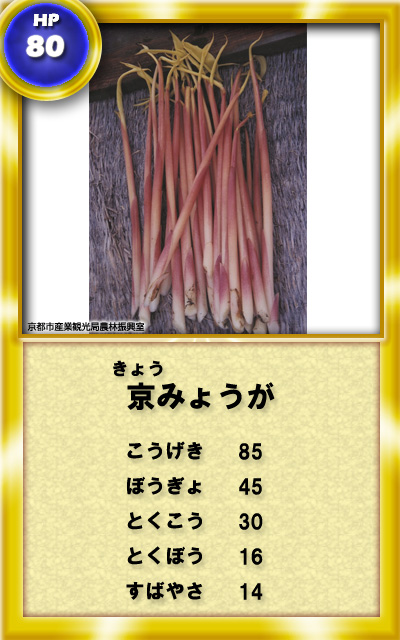 HP
80
京都市産業観光局農林振興室
きょう
京みょうが
こうげき 85
ぼうぎょ 45
とくこう 30
とくぼう 16
すばやさ 14